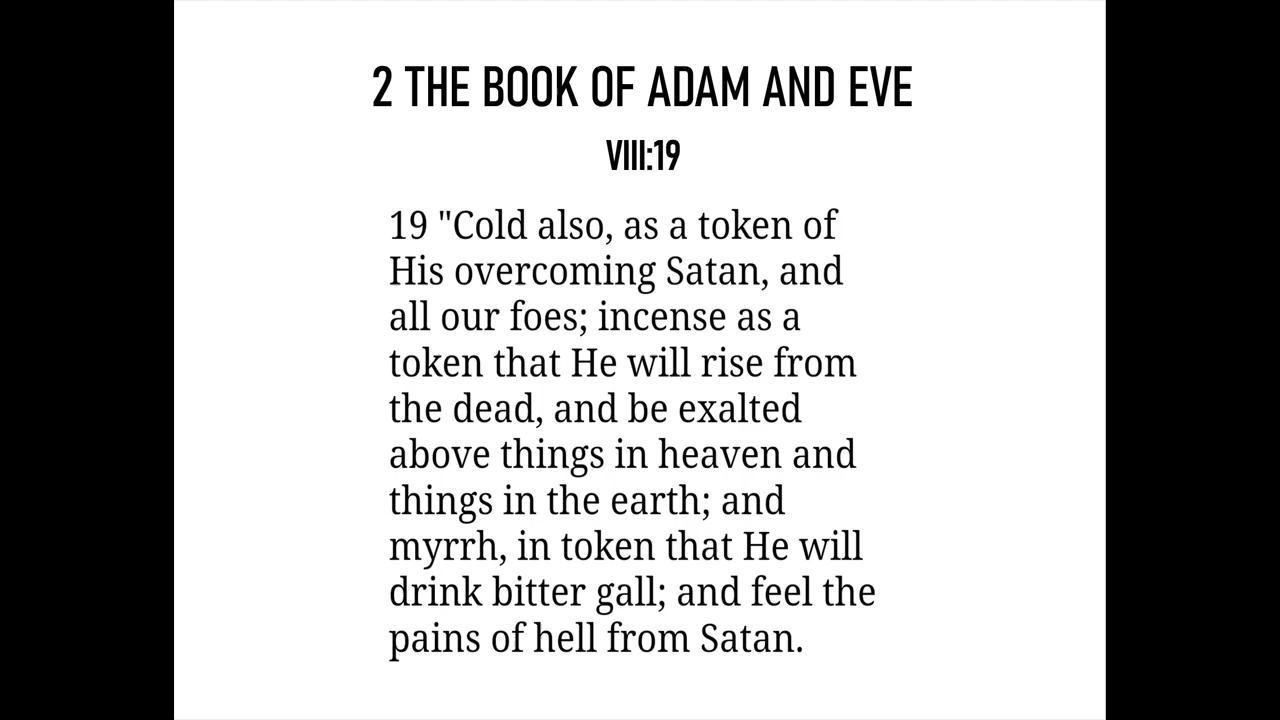 2 THE BOOK OF ADAM AND EVE
VIII:19
19 "Cold also, as a token of
His overcoming Satan, and
all our foes; incense as a
token that He will rise from
the dead, and be exalted
above things in heaven and
things in the earth; and
myrrh, in token that He will
drink bitter gall; and feel the
pains of hell from Satan.